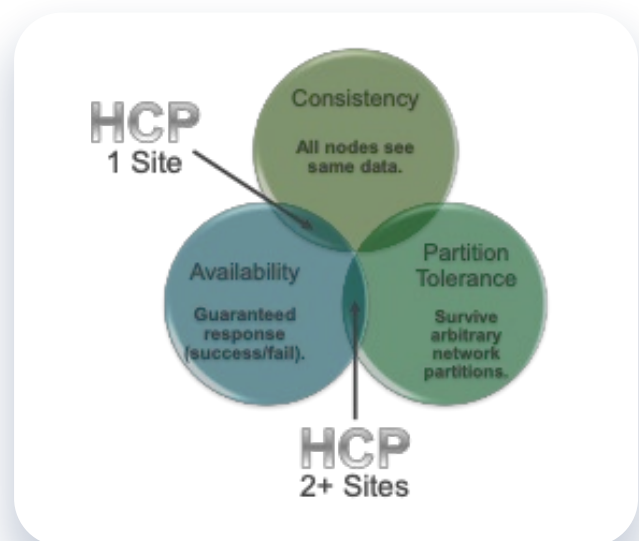 Consistency
All nodes see
same data.
HCP
1 Site
Availability
Guaranteed
response
(success/fail).
Partition
Tolerance
Survive
arbitrary
network
partitions.
HCP
2+ Sites